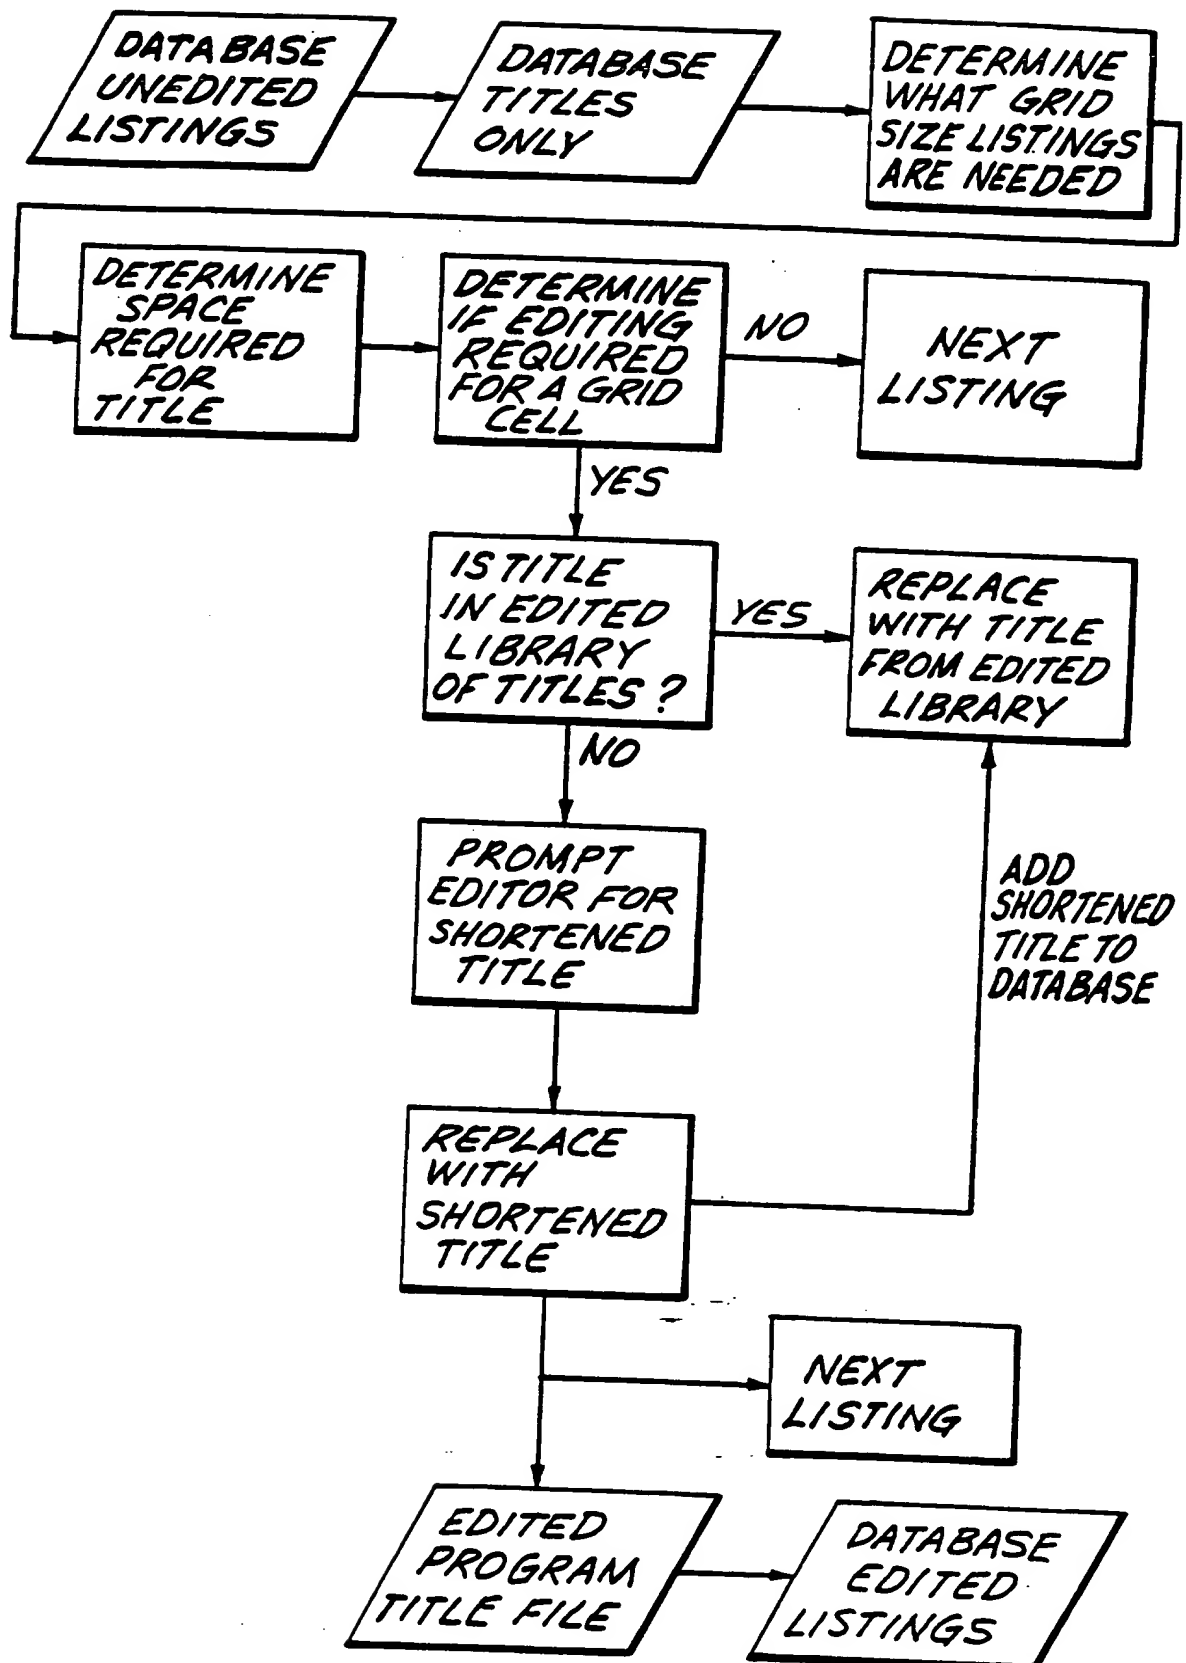 DATABASE
UNEDITED
LISTINGS
DATABASE
TITLES
ONLY
DETERMINE
WHAT GRID
SIZE LISTINGS
ARE NEEDED
DETERMINE
SPACE
REQUIRED
FOR
TITLE
DETERMINE
IF EDITING
REQUIRED
FOR A GRID
CELL
NO
NEXT
LISTING
YES
IS TITLE
IN EDITED
LIBRARY
OF TITLES?
YES
REPLACE
WITH TITLE
FROM EDITED
LIBRARY
NO
PROMPT
EDITOR FOR
SHORTENED
TITLE
ADD
SHORTENED
TITLE TO
DATABASE
REPLACE
WITH
SHORTENED
TITLE
NEXT
LISTING
EDITED
PROGRAM
TITLE FILE
DATABASE
EDITED
LISTINGS